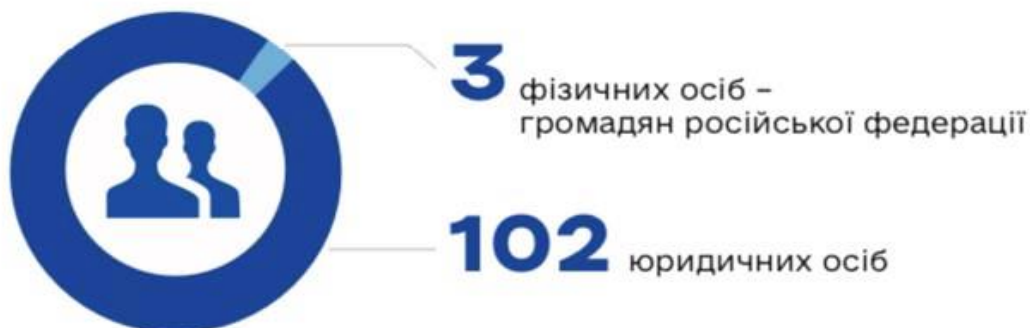 3 фізичних осіб –
громадян російської федерації
102 юридичних осіб